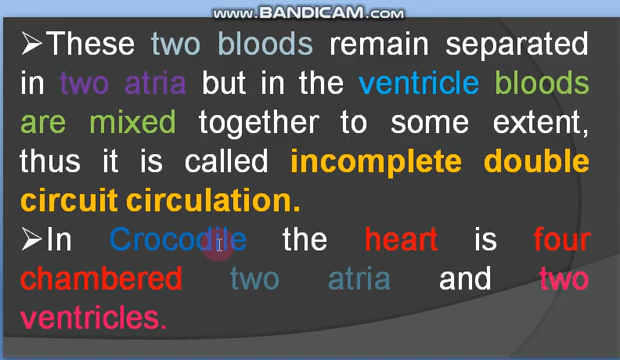 www.BANDICAM.com
➢These two bloods remain separated
in two atria but in the ventricle bloods
are mixed together to some extent,
thus it is called incomplete double
circuit circulation.
➢In Crocodile the heart is four
chambered two atria and two
ventricles.